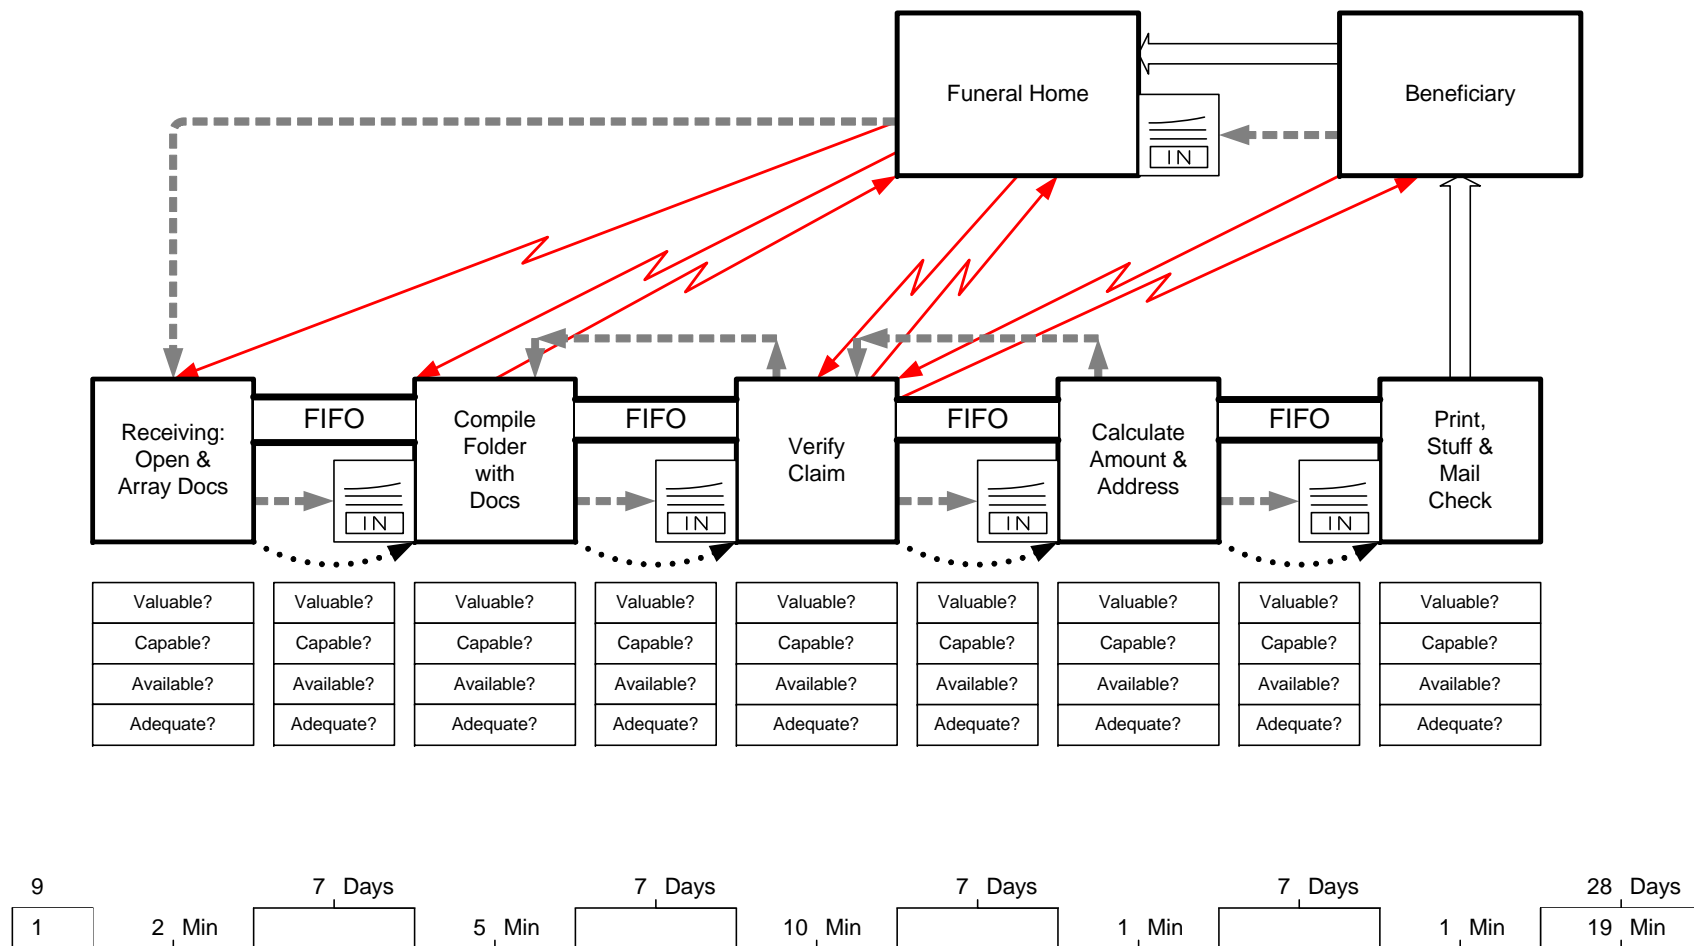 Funeral Home
Beneficiary
IN
Receiving:
Open &
Array Docs
FIFO
IN
Compile
Folder
with
Docs
FIFO
IN
Verify
Claim
FIFO
IN
Calculate
Amount &
Address
FIFO
IN
Print,
Stuff &
Mail
Check
Valuable? Valuable? Valuable? Valuable? Valuable? Valuable? Valuable? Valuable? Valuable?
Capable? Capable? Capable? Capable? Capable? Capable? Capable? Capable? Capable?
Available? Available? Available? Available? Available? Available? Available? Available? Available?
Adequate? Adequate? Adequate? Adequate? Adequate? Adequate? Adequate? Adequate? Adequate?
9 7 Days 7 Days 7 Days 7 Days 28 Days
1 2 Min 5 Min 10 Min 1 Min 1 Min 19 Min